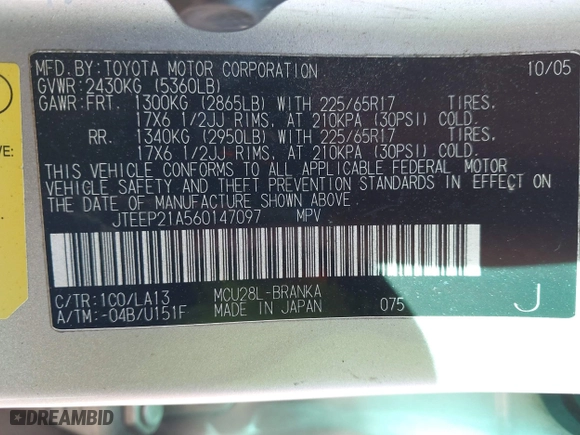 MFD.BY:TOYOTA MOTOR CORPORATION 10/05
GVWR:2430KG (5360LB)
GAWR:FRT. 1300KG (2865LB) WITH 225/65R17 TIRES,
17X6 1/2JJ RIMS, AT 210KPA (30PSI) COLD.
RR. 1340KG (2950LB) WITH 225/65R17 TIRES,
17X6 1/2JJ RIMS, AT 210KPA (30PSI) COLD.
THIS VEHICLE CONFORMS TO ALL APPLICABLE FEDERAL MOTOR
VEHICLE SAFETY AND THEFT PREVENTION STANDARDS IN EFFECT ON
THE DATE OF MANUFACTURE SHOWN ABOVE.
JTEEP21A560147097 MPV
C/TR:1C0/LA13 MCU28L-BRANKA
A/TM:-04B/U151F MADE IN JAPAN 075 J
VE:
DREAMBID